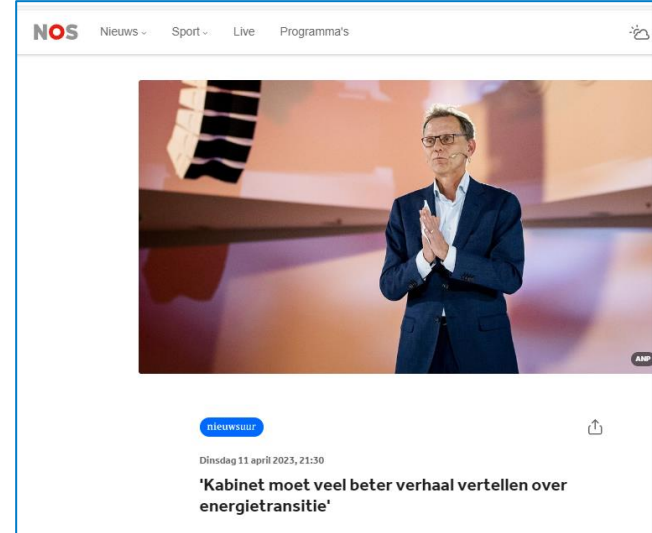 NOS Nieuws Sport Live Programma's
ANP
nieuwsuur
Dinsdag 11 april 2023, 21:30
'Kabinet moet veel beter verhaal vertellen over
energietransitie'